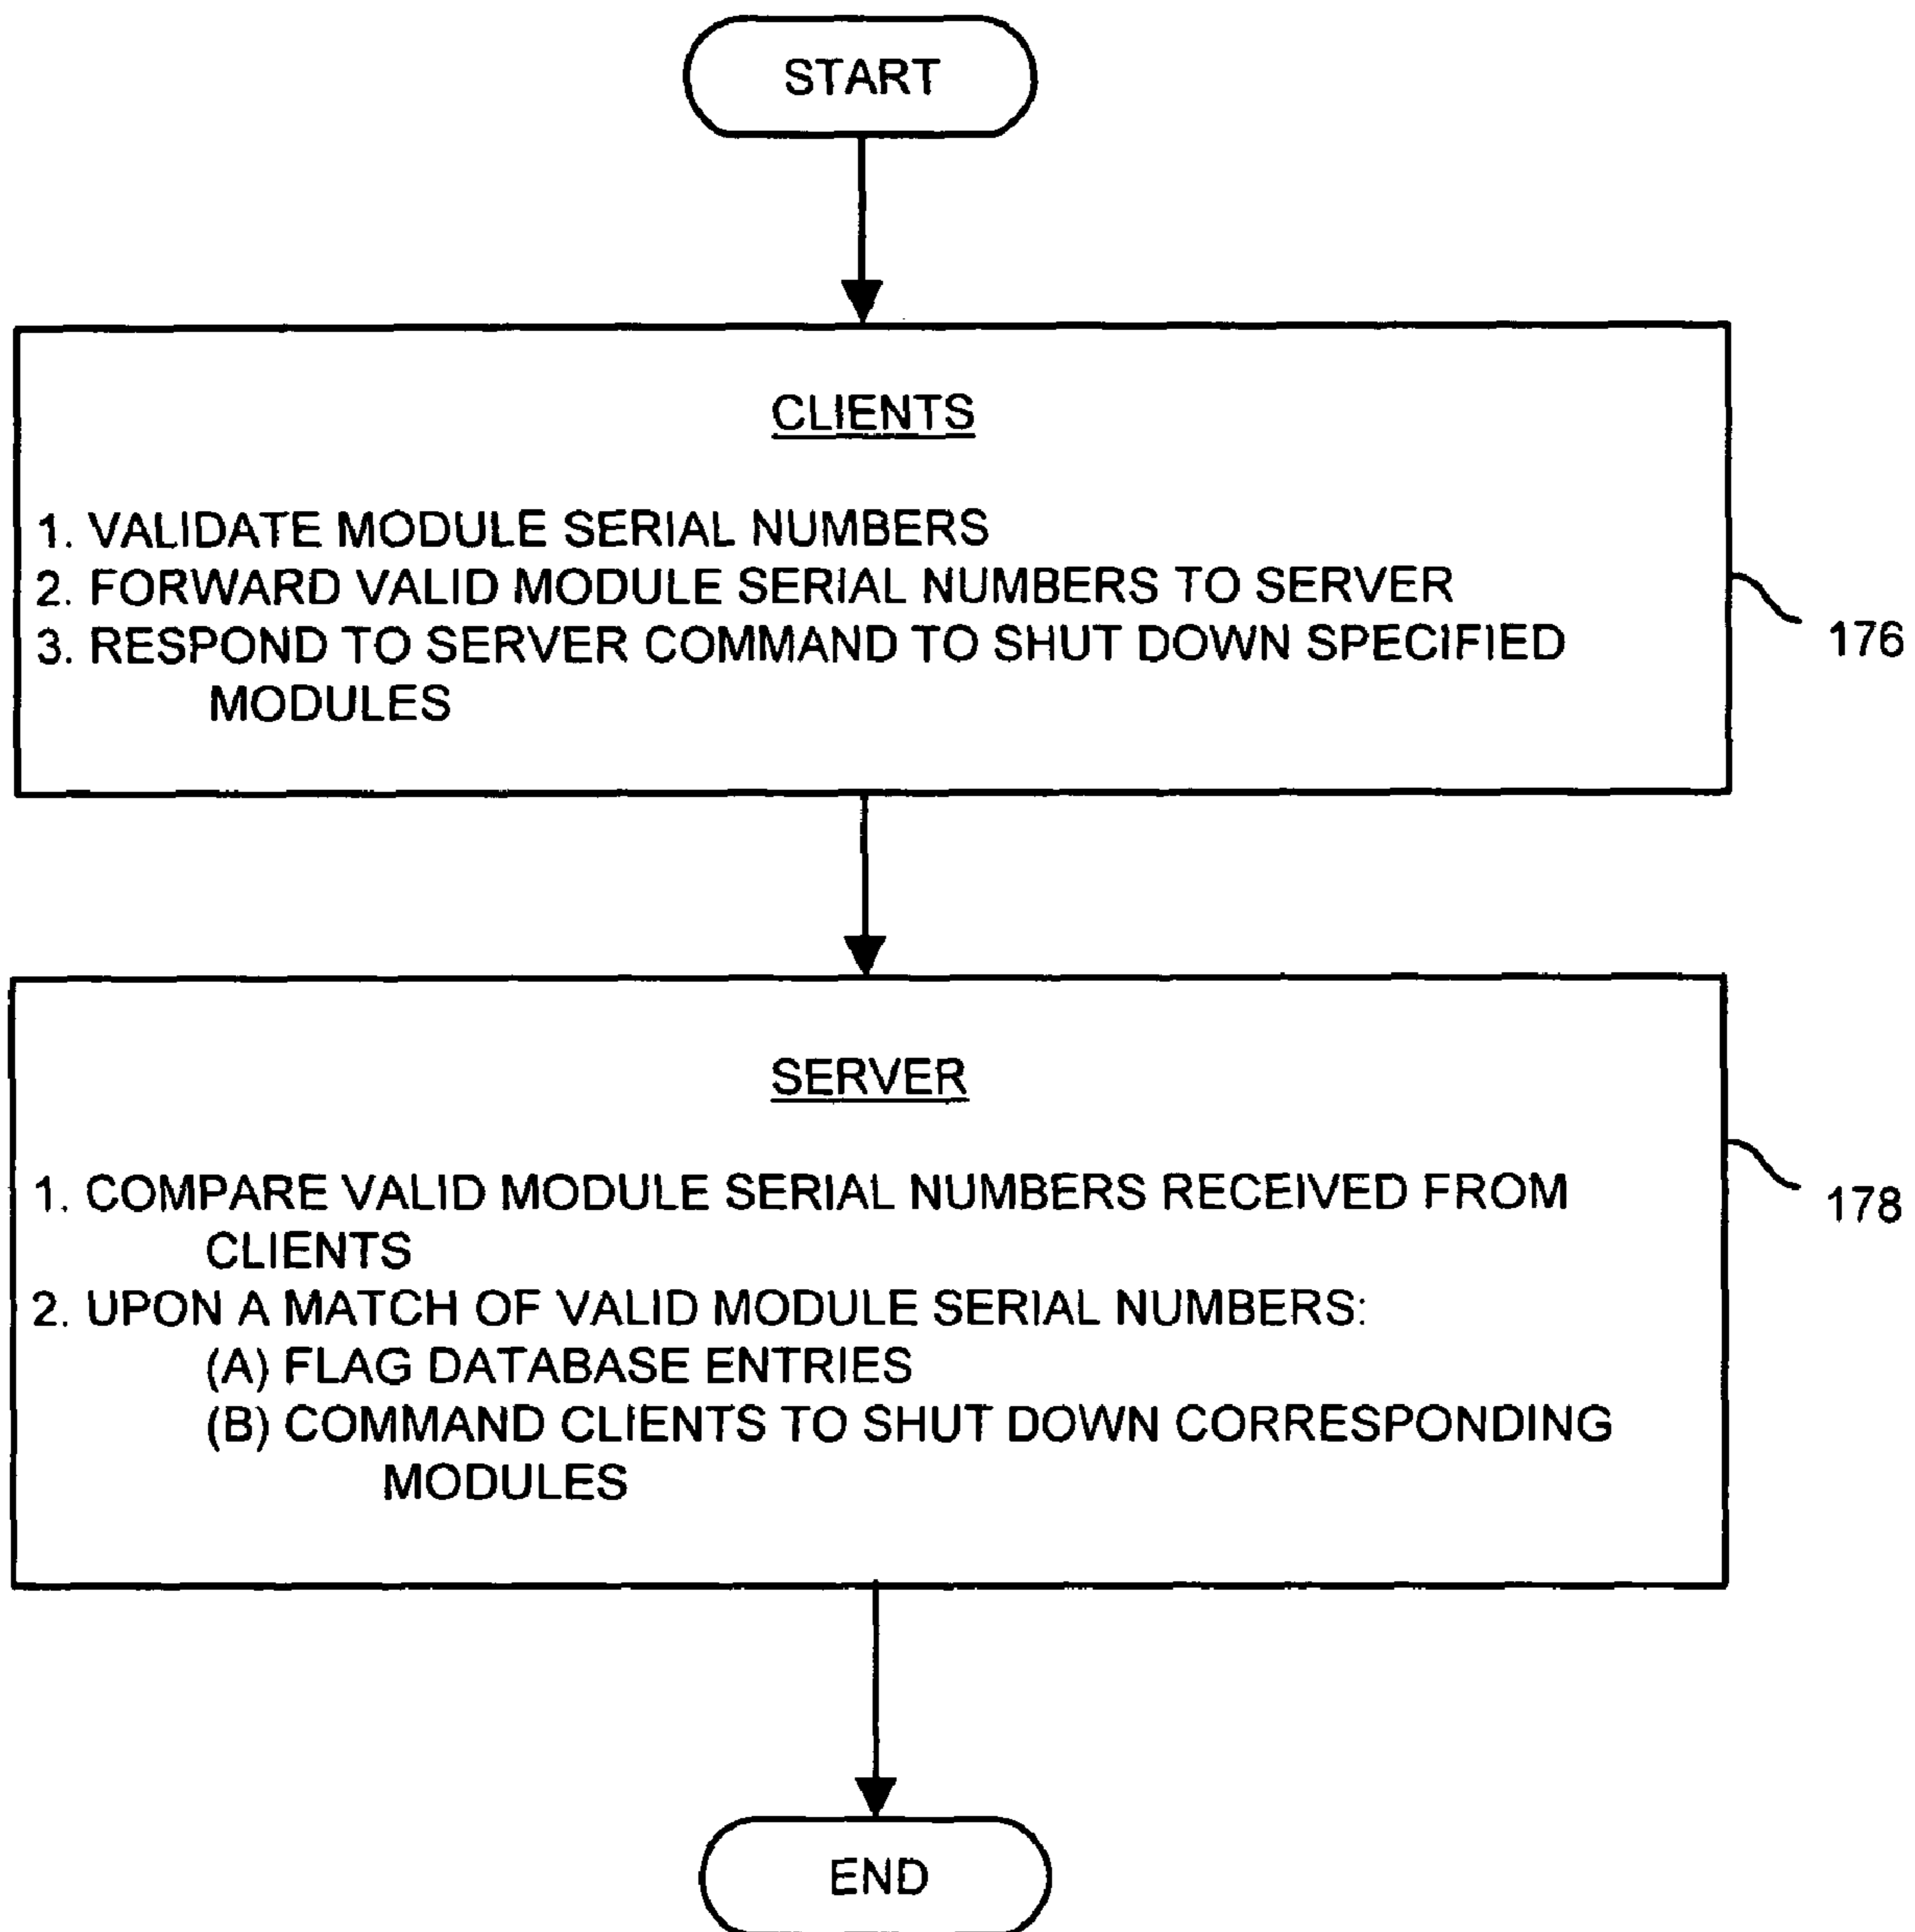 START
CLIENTS
1. VALIDATE MODULE SERIAL NUMBERS
2. FORWARD VALID MODULE SERIAL NUMBERS TO SERVER
3. RESPOND TO SERVER COMMAND TO SHUT DOWN SPECIFIED
MODULES
176
SERVER
1. COMPARE VALID MODULE SERIAL NUMBERS RECEIVED FROM
CLIENTS
2. UPON A MATCH OF VALID MODULE SERIAL NUMBERS:
(A) FLAG DATABASE ENTRIES
(B) COMMAND CLIENTS TO SHUT DOWN CORRESPONDING
MODULES
178
END